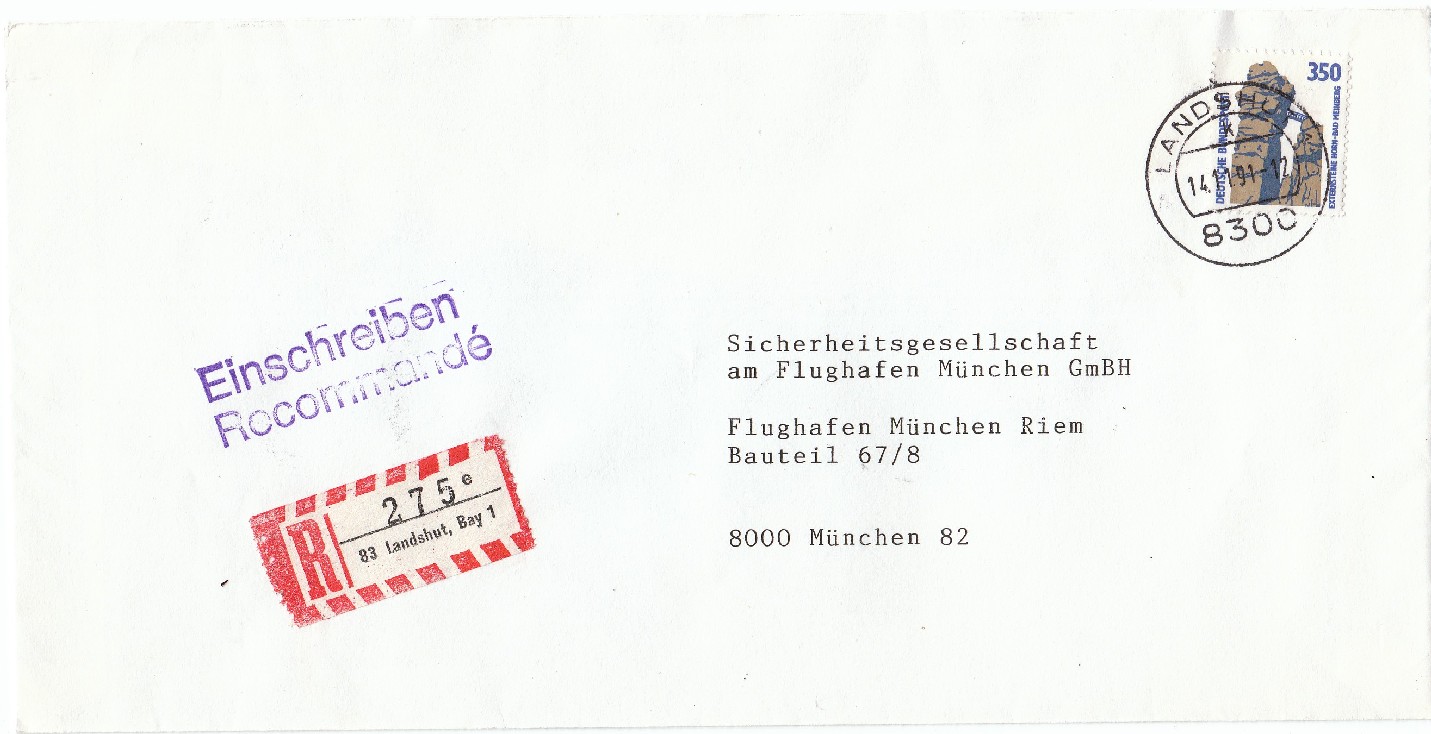 350
DEUTSCHE BUNDESPOST
EXTERNSTEINE HORN-BAD MEINBERG
k
8300
Einschreiben
Recommandé
Sicherheitsgesellschaft
am Flughafen München GmBH
Flughafen München Riem
Bauteil 67/8
8000 München 82
R
275 e
83 Landshut, Bay 1